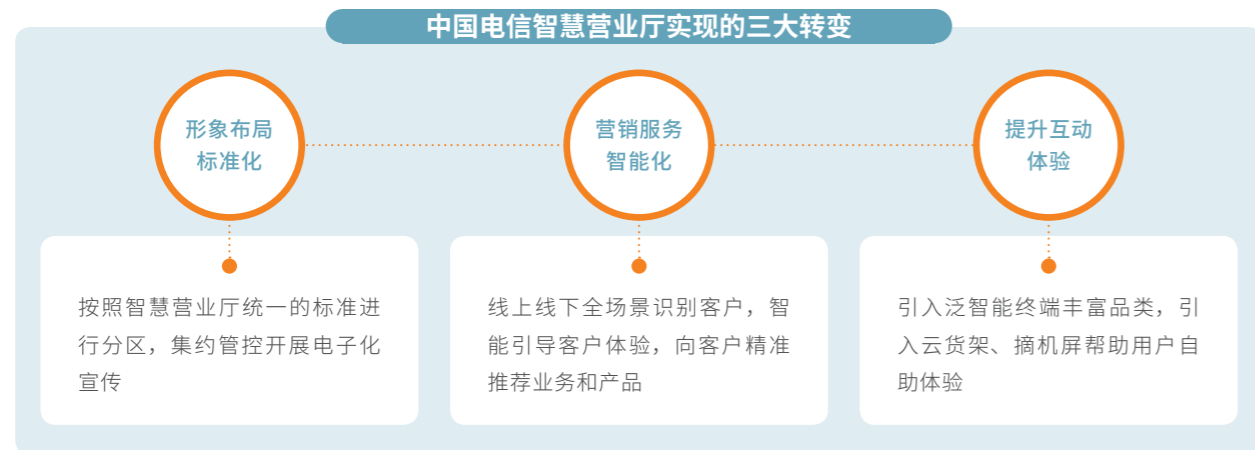 中国电信智慧营业厅实现的三大转变
形象布局
标准化
营销服务
智能化
提升互动
体验
按照智慧营业厅统一的标准进
行分区，集约管控开展电子化
宣传
线上线下全场景识别客户，智
能引导客户体验，向客户精准
推荐业务和产品
引入泛智能终端丰富品类，引
入云货架、摘机屏帮助用户自
助体验